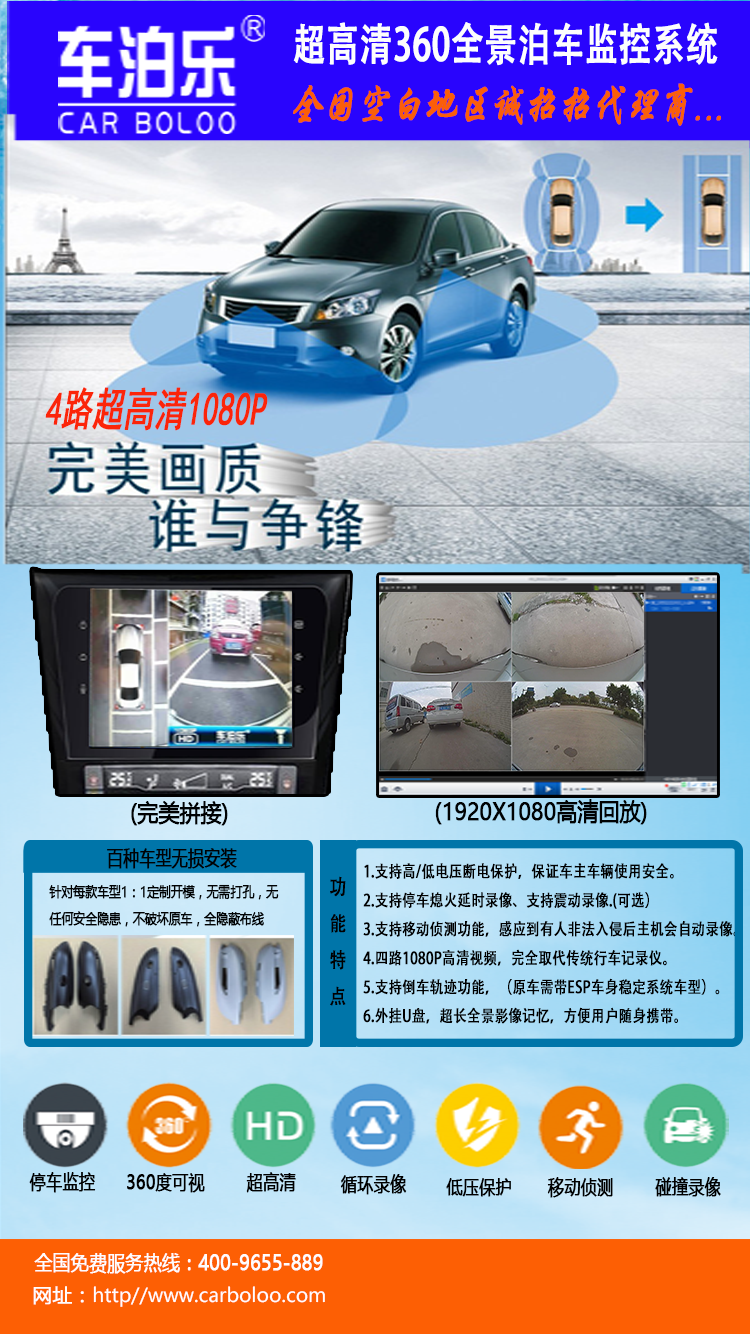 车泊乐®
CAR BOLOO
超高清360全景泊车监控系统
全国空白地区诚招招代理商...
4路超高清1080P
完美画质
谁与争锋
HD
车泊乐
25
25
(完美拼接)
(1920X1080高清回放)
百种车型无损安装
针对每款车型1：1定制开模，无需打孔，无
任何安全隐患，不破坏原车，全隐蔽布线
功能特点
1.支持高/低电压断电保护，保证车主车辆使用安全。
2.支持停车熄火延时录像、支持震动录像.(可选)
3.支持移动侦测功能，感应到有人非法入侵后主机会自动录像.
4.四路1080P高清视频，完全取代传统行车记录仪。
5.支持倒车轨迹功能，（原车需带ESP车身稳定系统车型）。
6.外挂U盘，超长全景影像记忆，方便用户随身携带。
360°
HD
停车监控
360度可视
超高清
循环录像
低压保护
移动侦测
碰撞录像
全国免费服务热线：400-9655-889
网址：http//www.carboloo.com